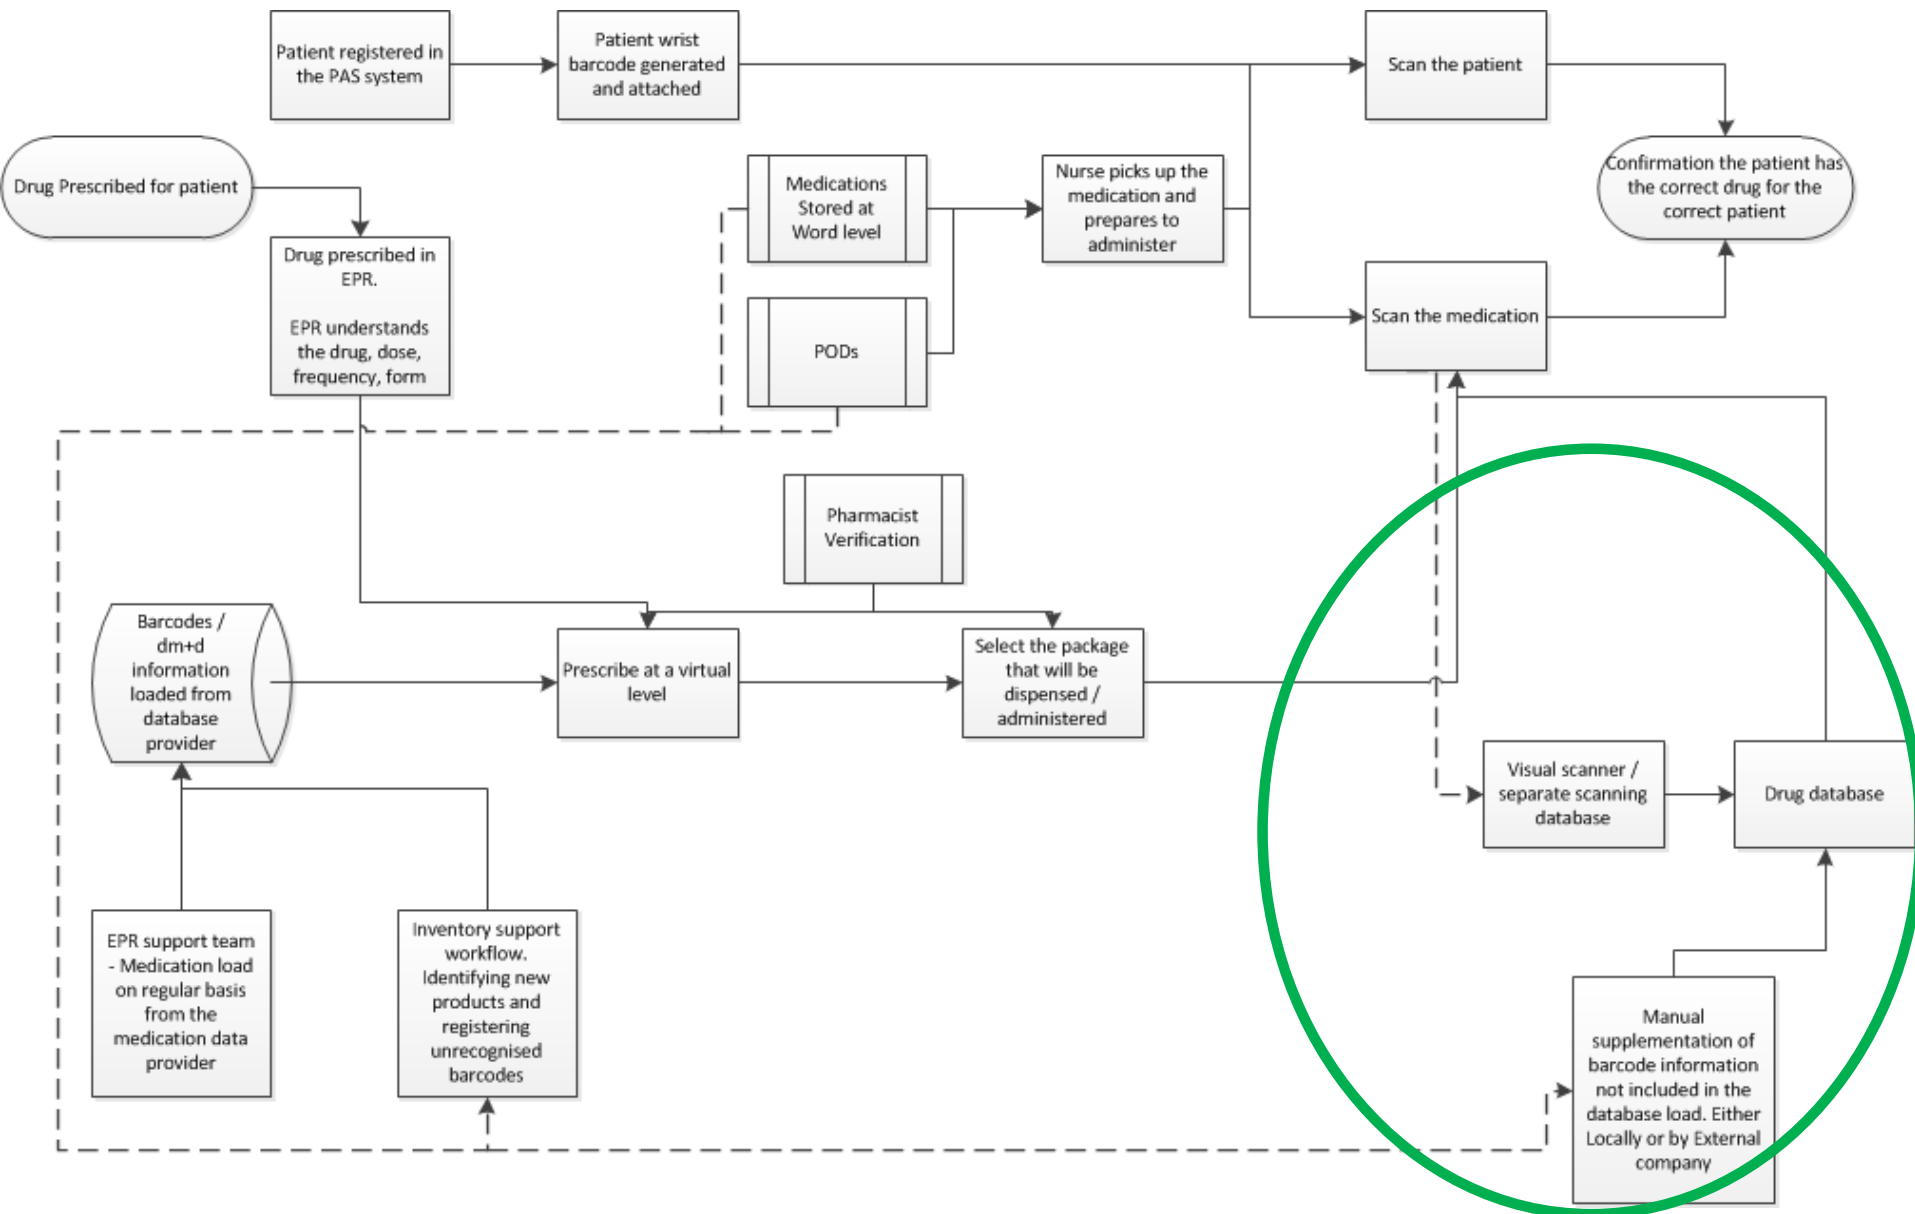 Patient registered in
the PAS system
Patient wrist
barcode generated
and attached
Scan the patient
Drug Prescribed for patient
Medications
Stored at
Word level
Nurse picks up the
medication and
prepares to
administer
Confirmation the patient has
the correct drug for the
correct patient
Drug prescribed in
EPR.
EPR understands
the drug, dose,
frequency, form
PODs
Scan the medication
Pharmacist
Verification
Barcodes /
dm+d
information
loaded from
database
provider
Prescribe at a virtual
level
Select the package
that will be
dispensed /
administered
Visual scanner /
separate scanning
database
Drug database
EPR support team
- Medication load
on regular basis
from the
medication data
provider
Inventory support
workflow.
Identifying new
products and
registering
unrecognised
barcodes
Manual
supplementation of
barcode information
not included in the
database load. Either
Locally or by External
company